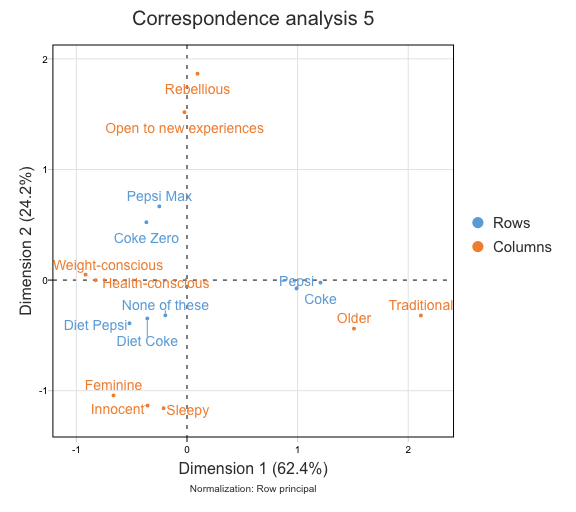 Correspondence analysis 5
2
Rebellious
Open to new experiences
1
Pepsi Max
Coke Zero
Rows
Columns
Weight-conscious
Health-conscious
0
Pepsi
Coke
None of these
Traditional
Older
Diet Pepsi
Diet Coke
-1
Feminine
Innocent
Sleepy
-1 0 1 2
Dimension 2 (24.2%)
Dimension 1 (62.4%)
Normalization: Row principal